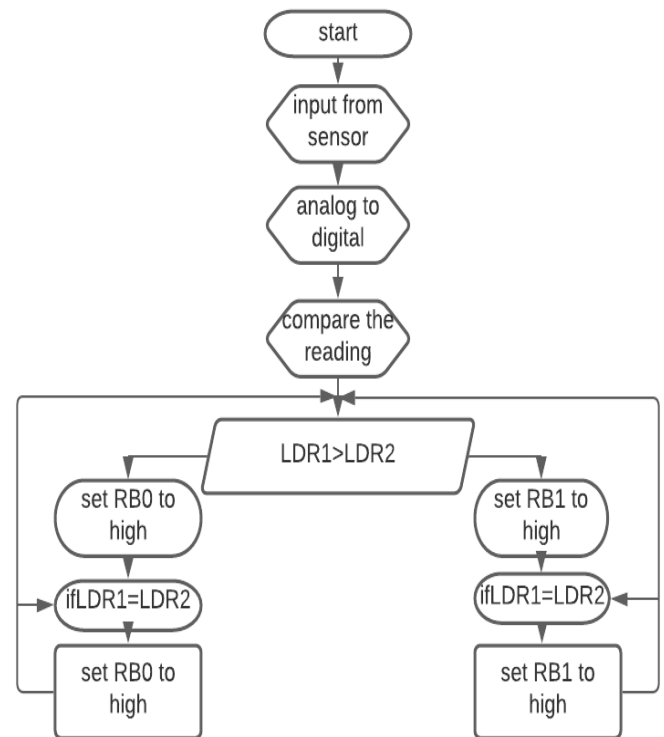 start
input from
sensor
analog to
digital
compare the
reading
LDR1>LDR2
set RB0 to
high
ifLDR1=LDR2
set RB0 to
high
set RB1 to
high
ifLDR1=LDR2
set RB1 to
high